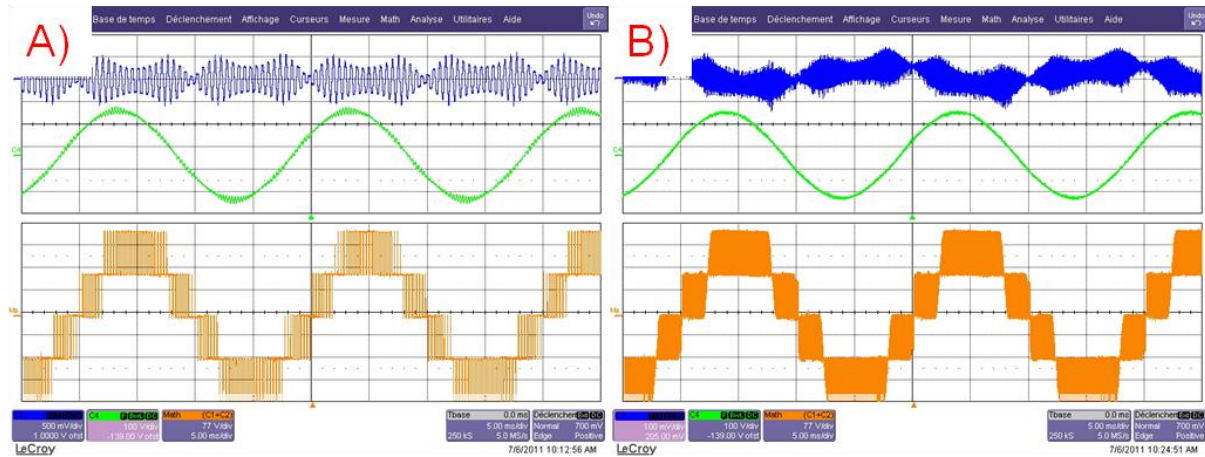 A)
Base de temps Déclenchement Affichage Curseurs Mesure Math Analyse Utilitaires Aide
Undo
C4
C4
Math (C1+C2)
500 mV/div
1.0000 V ofst
100 V/div
-139.00 V ofst
77 V/div
5.00 ms/div
Tbase 0.0 ms
5.00 ms/div
250 kS 5.0 MS/s
Déclenchem
Normal 700 mV
Edge Positive
LeCroy
7/6/2011 10:12:56 AM
B)
Base de temps Déclenchement Affichage Curseurs Mesure Math Analyse Utilitaires Aide
Undo
C4
C4
Math (C1+C2)
100 mV/div
205.00 mV
100 V/div
-139.00 V ofst
77 V/div
5.00 ms/div
Tbase 0.0 ms
5.00 ms/div
250 kS 5.0 MS/s
Déclenchem
Normal 700 mV
Edge Positive
LeCroy
7/6/2011 10:24:51 AM